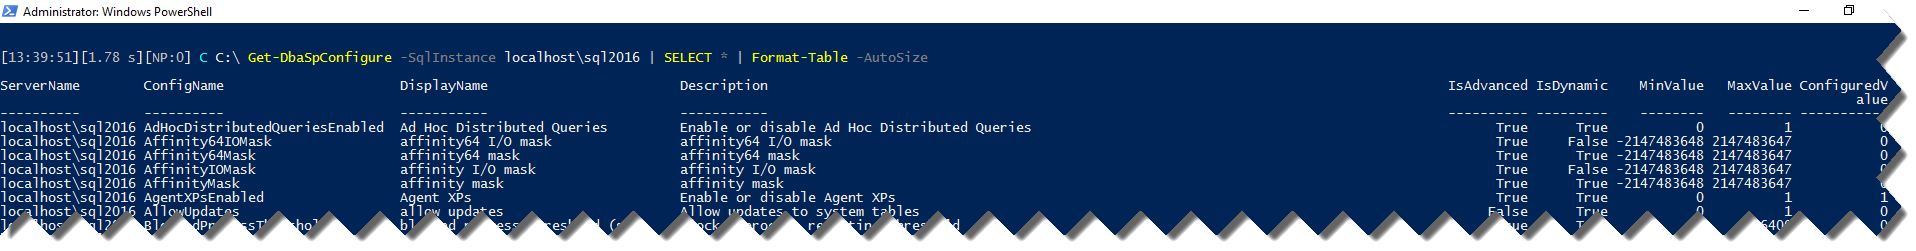 Administrator: Windows PowerShell
[13:39:51][1.78 s][NP:0] C C:\ Get-DbaSpConfigure -SqlInstance localhost\sql2016 | SELECT * | Format-Table -AutoSize
ServerName ConfigName DisplayName Description IsAdvanced IsDynamic MinValue MaxValue ConfiguredV
alue
---------- ---------- ----------- ----------- ---------- --------- -------- -------- -----------
localhost\sql2016 AdHocDistributedQueriesEnabled Ad Hoc Distributed Queries Enable or disable Ad Hoc Distributed Queries True True 0 1 0
localhost\sql2016 Affinity64IOMask affinity64 I/O mask affinity64 I/O mask True False -2147483648 2147483647 0
localhost\sql2016 Affinity64Mask affinity64 mask affinity64 mask True True -2147483648 2147483647 0
localhost\sql2016 AffinityIOMask affinity I/O mask affinity I/O mask True False -2147483648 2147483647 0
localhost\sql2016 AffinityMask affinity mask affinity mask True True -2147483648 2147483647 0
localhost\sql2016 AgentXPsEnabled Agent XPs Enable or disable Agent XPs True True 0 1 1
localhost\sql2016 AllowUpdates allow updates Allow updates to system tables False True 0 1 0